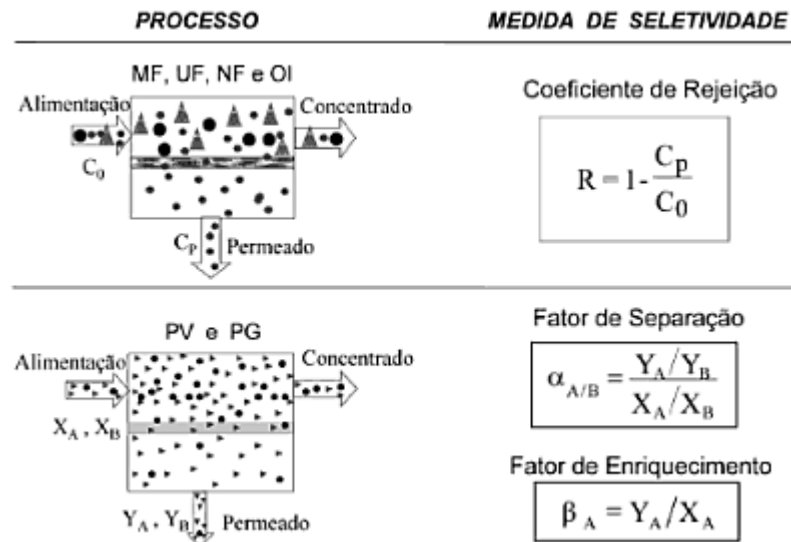 PROCESSO
MEDIDA DE SELETIVIDADE
MF, UF, NF e OI
Alimentação
Concentrado
C0
CP
Permeado
Coeficiente de Rejeição
R = 1 - Cp/C0
PV e PG
Alimentação
Concentrado
XA , XB
YA , YB
Permeado
Fator de Separação
αA/B = YA/YB / XA/XB
Fator de Enriquecimento
βA = YA/XA